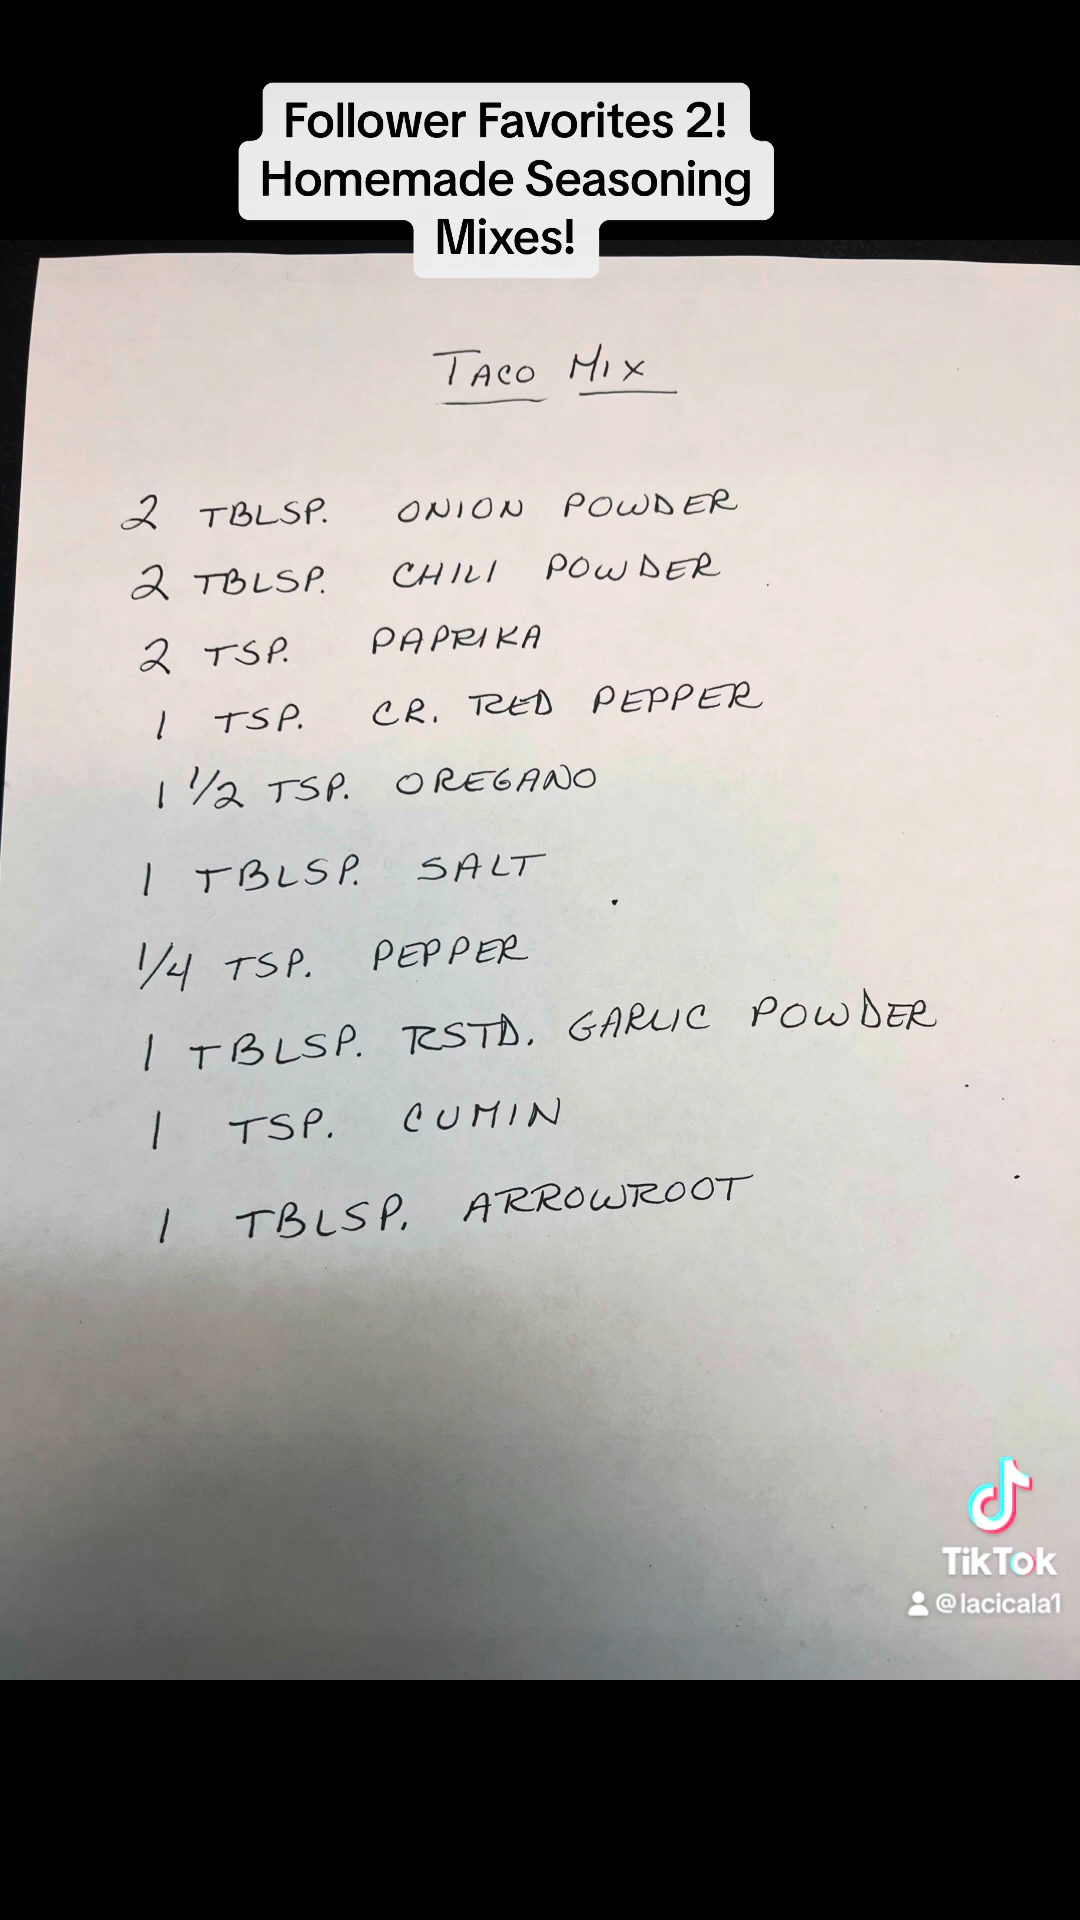 Follower Favorites 2!
Homemade Seasoning
Mixes!
TACO MIX
2 TBLSP. ONION POWDER
2 TBLSP. CHILI POWDER
2 TSP. PAPRIKA
1 TSP. CR. RED PEPPER
1 1/2 TSP. OREGANO
1 TBLSP. SALT
1/4 TSP. PEPPER
1 TBLSP. RSTD. GARLIC POWDER
1 TSP. CUMIN
1 TBLSP. ARROWROOT
TikTok
@lacicala1